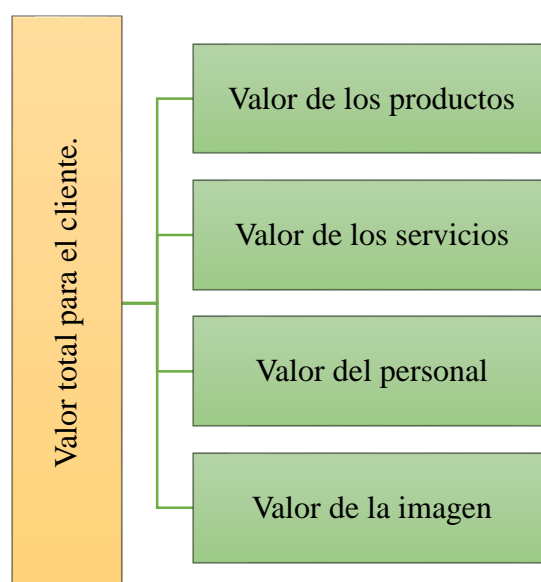 Valor total para el cliente.
Valor de los productos
Valor de los servicios
Valor del personal
Valor de la imagen